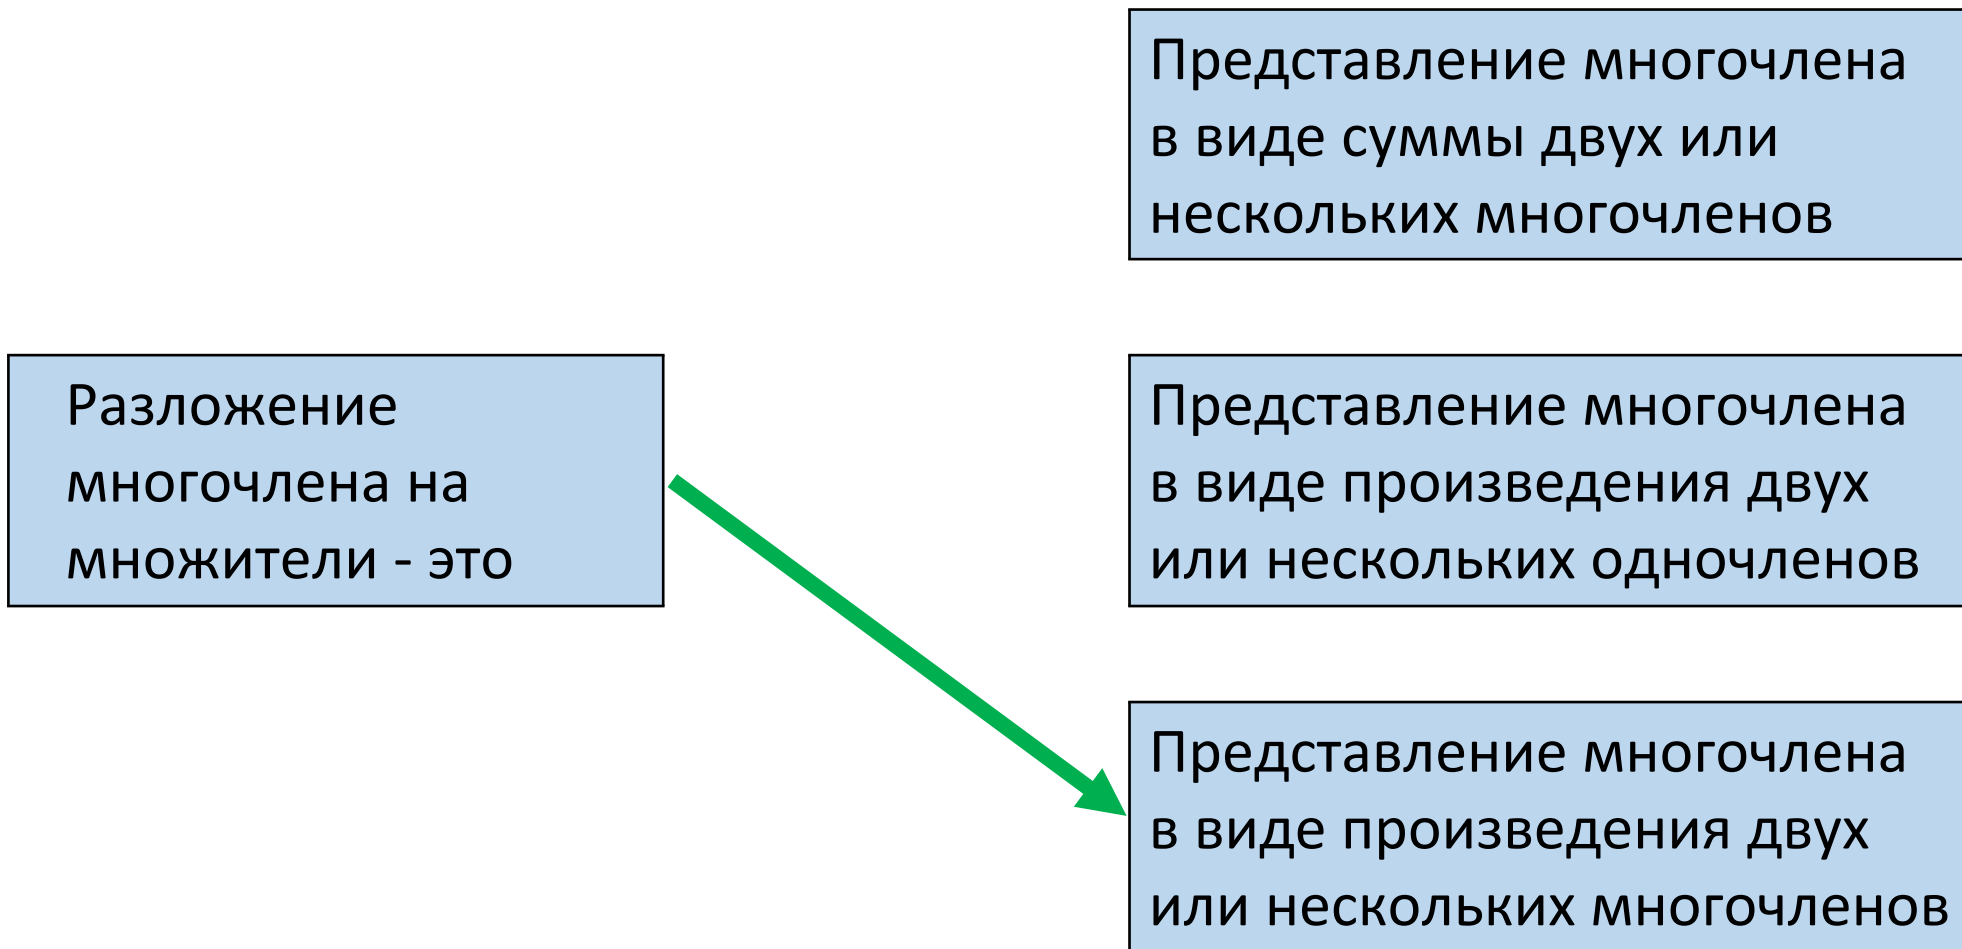 Представление многочлена
в виде суммы двух или
нескольких многочленов
Разложение
многочлена на
множители - это
Представление многочлена
в виде произведения двух
или нескольких одночленов
Представление многочлена
в виде произведения двух
или нескольких многочленов